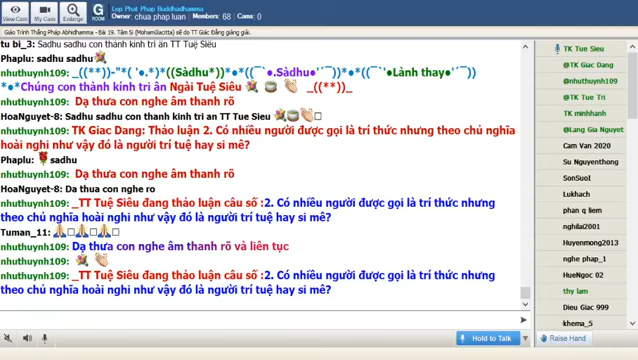 Lop Phat Phap Buddhadhamma
Owner: chua phap luan Members: 68 Cams: 0
View Cam My Cam Enlarge Room
Giáo Trình Thắng Pháp Abhidhamma - Bài 19. Tâm Si (MohamGlacitta) sẽ do TT Giác Đẳng giảng giải.
tu bi_3: Sadhu sadhu con thành kính tri ân TT Tuệ Siêu
Phaplu: sadhu sadhu
nhuthuynh109: _((**))-"*( '●.*)●((Sàdhu*))●*●((¯`●.Sàdhu●'´¯))●*●((¯`'●Lành thay●'´¯))
●*●Chúng con thành kính tri ân Ngài Tuệ Siêu _((**))_
nhuthuynh109: Dạ thưa con nghe âm thanh rõ
HoaNguyet-8: Sadhu sadhu con thanh kinh tri an TT Tue Sieu
nhuthuynh109: TK Giac Dang: Thảo luận 2. Có nhiều người được gọi là trí thức nhưng theo chủ nghĩa
hoài nghi như vậy đó là người trí tuệ hay si mê?
Phaplu: sadhu
nhuthuynh109: Dạ thưa con nghe âm thanh rõ
HoaNguyet-8: Da thua con nghe ro
nhuthuynh109: _TT Tuệ Siêu đang thảo luận câu số :2. Có nhiều người được gọi là trí thức nhưng
theo chủ nghĩa hoài nghi như vậy đó là người trí tuệ hay si mê?
Tuman_11:
nhuthuynh109: Dạ thưa con nghe âm thanh rõ và liên tục
nhuthuynh109:
nhuthuynh109: _TT Tuệ Siêu đang thảo luận câu số :2. Có nhiều người được gọi là trí thức nhưng
theo chủ nghĩa hoài nghi như vậy đó là người trí tuệ hay si mê?
Hold to Talk
TK Tue Sieu
@TK Giac Dang
@nhuthuynh109
@TK Tue Tri
TK minhhanh
@Lang Gia Nguyet
Cam Van 2020
Su Nguyenthong
SonSuoI
Lukhach
phan q liem
nghilai2001
Huyenmong2013
nghe phap_1
HueNgoc 02
thy lam
Dieu Giac 999
khema_5
Raise Hand